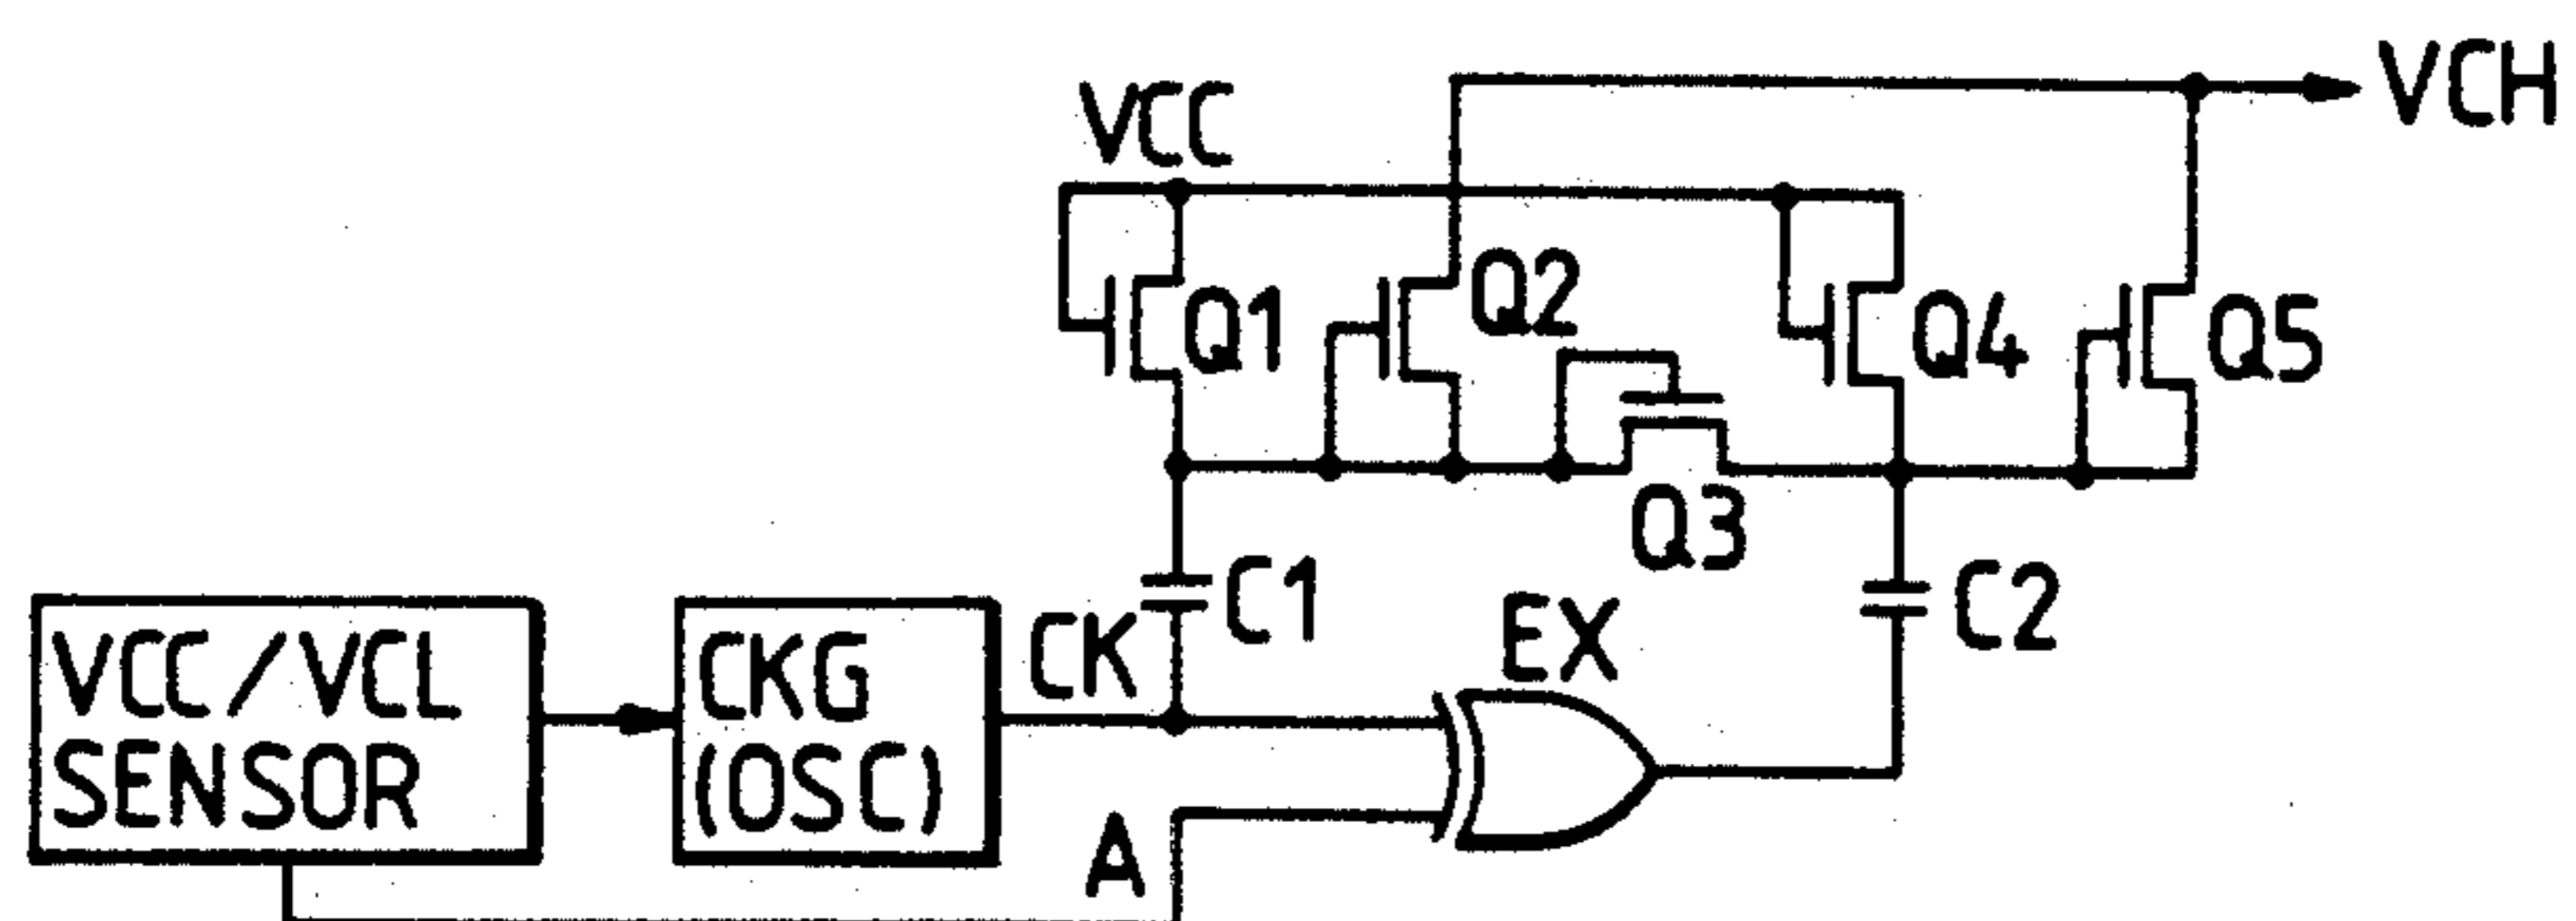 VCH
VCC
Q1
Q2
Q4
Q5
Q3
C1
C2
CK
EX
VCC/VCL
SENSOR
CKG
(OSC)
A